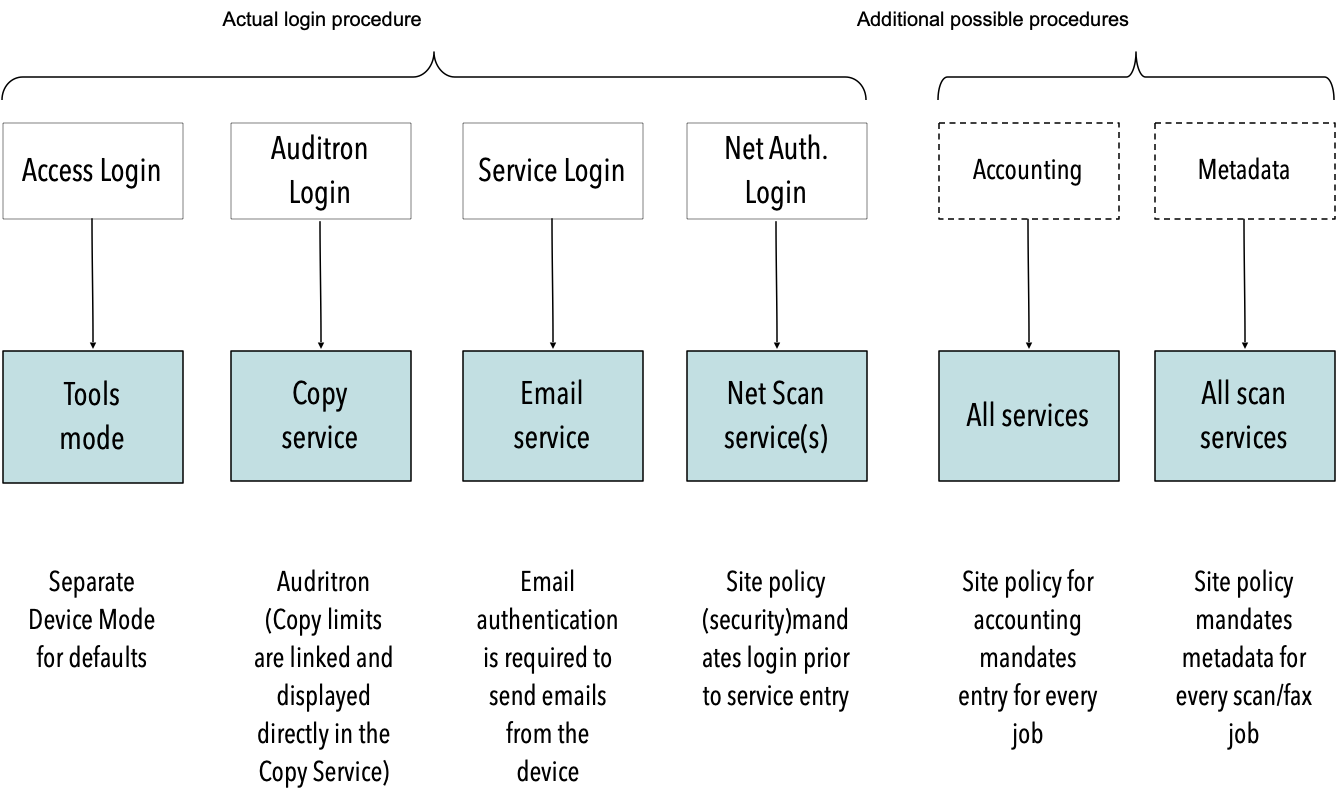 Actual login procedure
Additional possible procedures
Access Login
Auditron
Login
Service Login
Net Auth.
Login
Accounting
Metadata
Tools
mode
Copy
service
Email
service
Net Scan
service(s)
All services
All scan
services
Separate
Device Mode
for defaults
Audritron
(Copy limits
are linked and
displayed
directly in the
Copy Service)
Email
authentication
is required to
send emails
from the
device
Site policy
(security)mand
ates login prior
to service entry
Site policy for
accounting
mandates
entry for every
job
Site policy
mandates
metadata for
every scan/fax
job